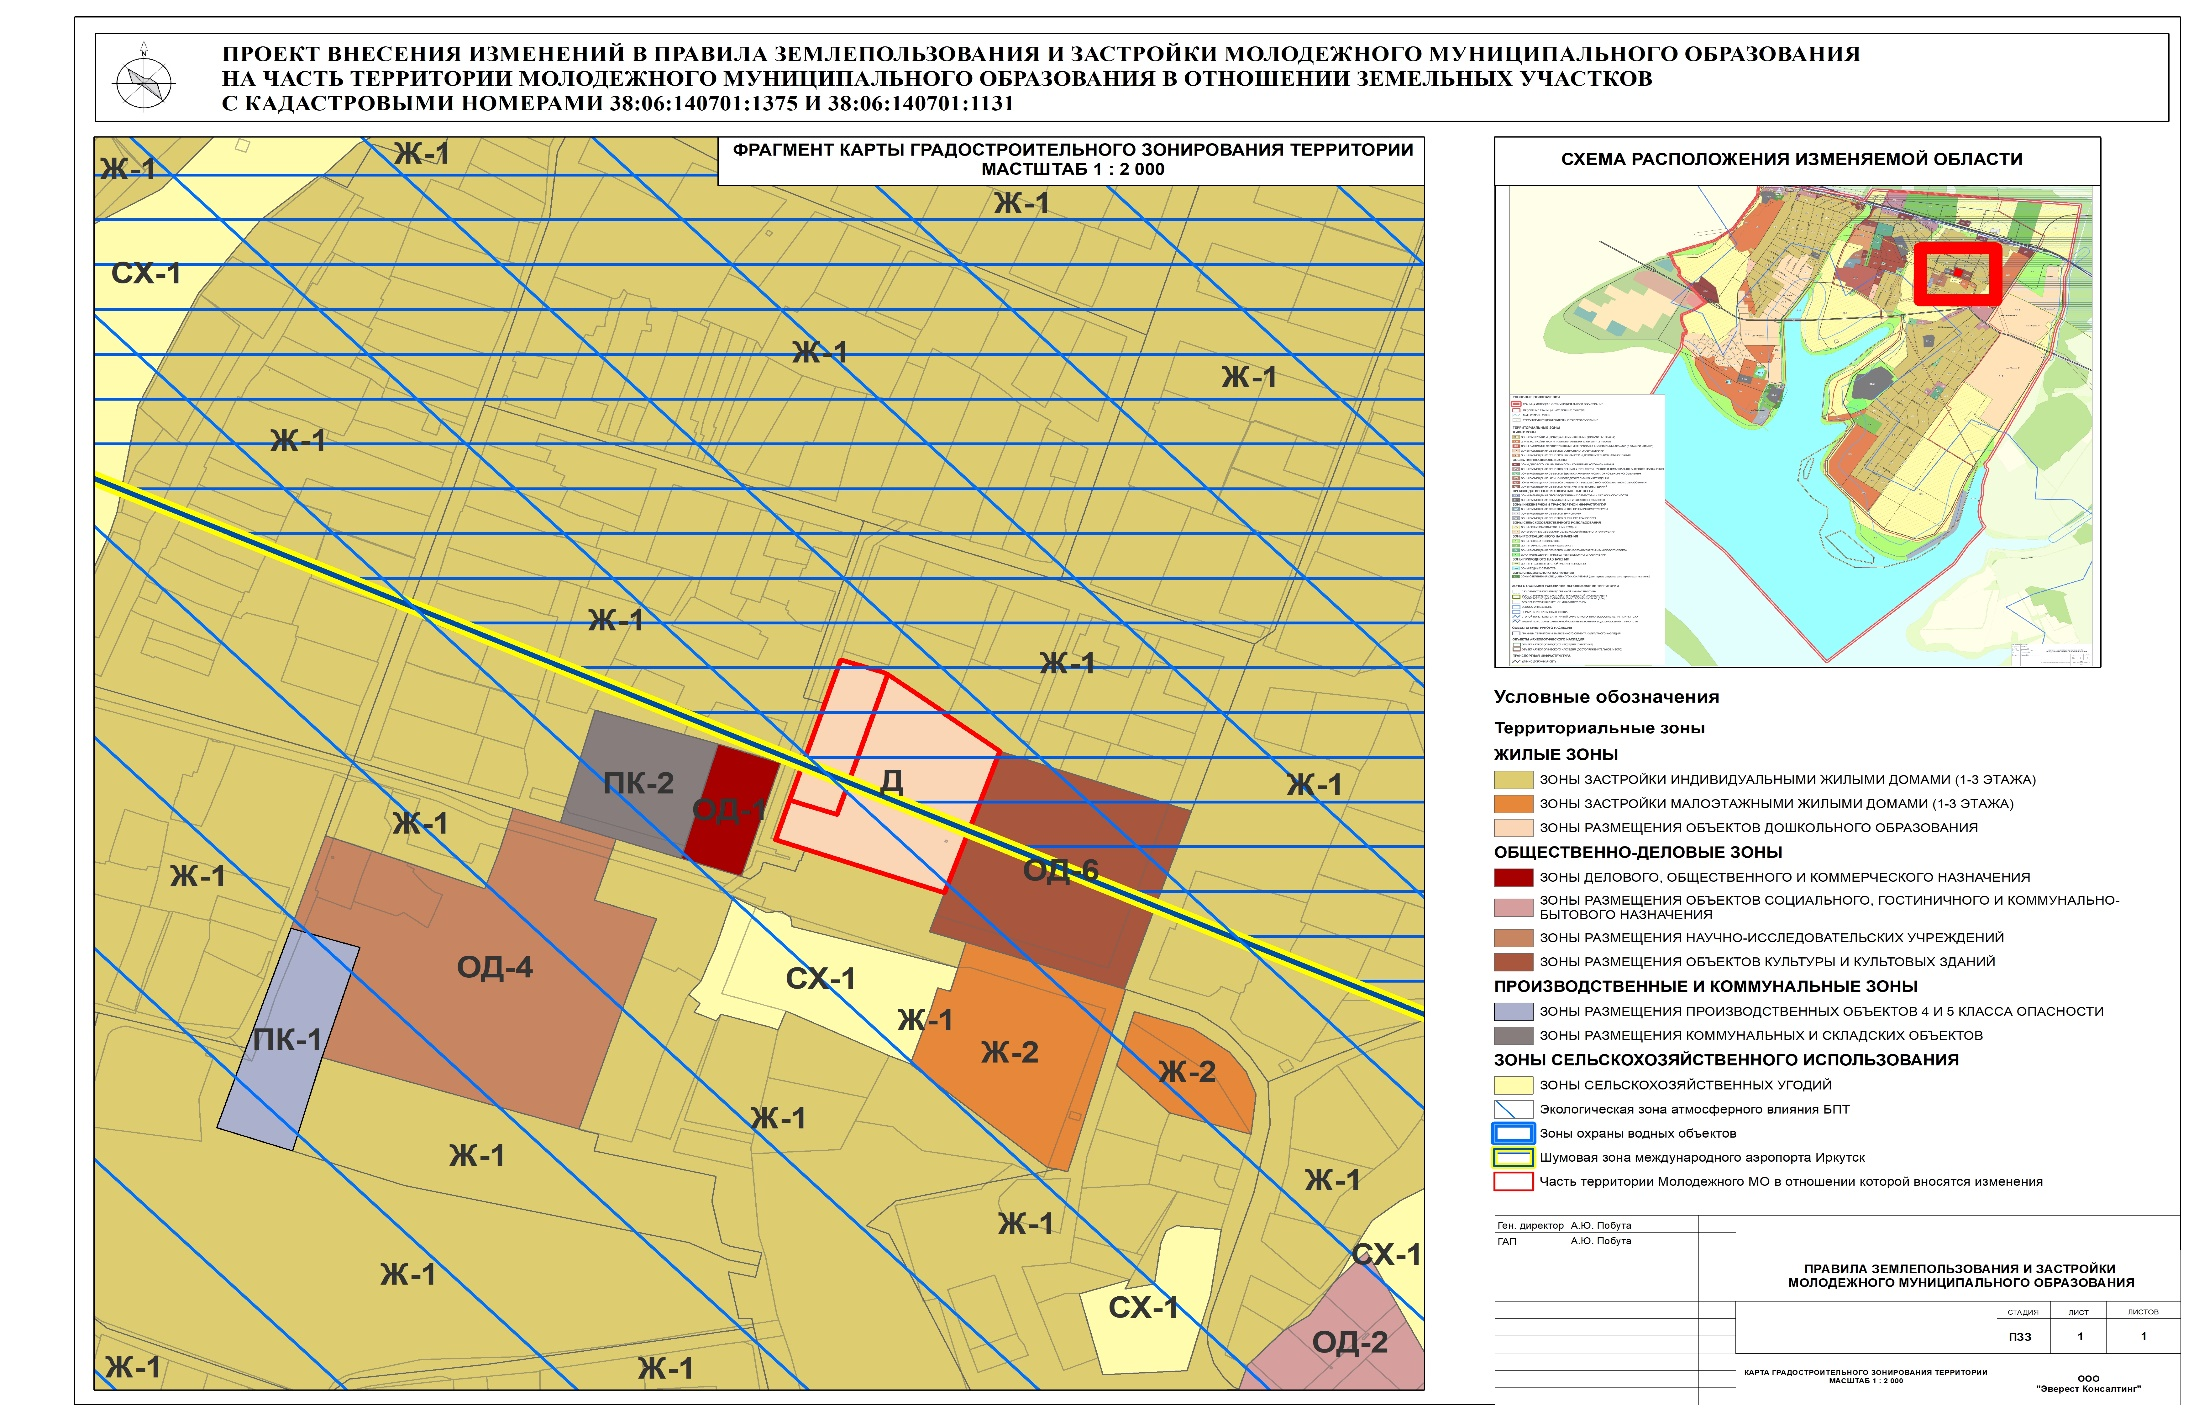 N
ПРОЕКТ ВНЕСЕНИЯ ИЗМЕНЕНИЙ В ПРАВИЛА ЗЕМЛЕПОЛЬЗОВАНИЯ И ЗАСТРОЙКИ МОЛОДЕЖНОГО МУНИЦИПАЛЬНОГО ОБРАЗОВАНИЯ
НА ЧАСТЬ ТЕРРИТОРИИ МОЛОДЕЖНОГО МУНИЦИПАЛЬНОГО ОБРАЗОВАНИЯ В ОТНОШЕНИИ ЗЕМЕЛЬНЫХ УЧАСТКОВ
С КАДАСТРОВЫМИ НОМЕРАМИ 38:06:140701:1375 И 38:06:140701:1131
ФРАГМЕНТ КАРТЫ ГРАДОСТРОИТЕЛЬНОГО ЗОНИРОВАНИЯ ТЕРРИТОРИИ
МАСТШТАБ 1 : 2 000
Ж-1
Ж-1
Ж-1
СХ-1
Ж-1
Ж-1
Ж-1
Ж-1
Ж-1
ПК-2
ОД-1
Д
Ж-1
Ж-1
Ж-1
ОД-6
ОД-4
СХ-1
Ж-1
ПК-1
Ж-2
Ж-2
Ж-1
Ж-1
Ж-1
Ж-1
СХ-1
Ж-1
СХ-1
ОД-2
Ж-1
Ж-1
СХЕМА РАСПОЛОЖЕНИЯ ИЗМЕНЯЕМОЙ ОБЛАСТИ
Условные обозначения
Территориальные зоны
ЖИЛЫЕ ЗОНЫ
ЗОНЫ ЗАСТРОЙКИ ИНДИВИДУАЛЬНЫМИ ЖИЛЫМИ ДОМАМИ (1-3 ЭТАЖА)
ЗОНЫ ЗАСТРОЙКИ МАЛОЭТАЖНЫМИ ЖИЛЫМИ ДОМАМИ (1-3 ЭТАЖА)
ЗОНЫ РАЗМЕЩЕНИЯ ОБЪЕКТОВ ДОШКОЛЬНОГО ОБРАЗОВАНИЯ
ОБЩЕСТВЕННО-ДЕЛОВЫЕ ЗОНЫ
ЗОНЫ ДЕЛОВОГО, ОБЩЕСТВЕННОГО И КОММЕРЧЕСКОГО НАЗНАЧЕНИЯ
ЗОНЫ РАЗМЕЩЕНИЯ ОБЪЕКТОВ СОЦИАЛЬНОГО, ГОСТИНИЧНОГО И КОММУНАЛЬНО-
БЫТОВОГО НАЗНАЧЕНИЯ
ЗОНЫ РАЗМЕЩЕНИЯ НАУЧНО-ИССЛЕДОВАТЕЛЬСКИХ УЧРЕЖДЕНИЙ
ЗОНЫ РАЗМЕЩЕНИЯ ОБЪЕКТОВ КУЛЬТУРЫ И КУЛЬТОВЫХ ЗДАНИЙ
ПРОИЗВОДСТВЕННЫЕ И КОММУНАЛЬНЫЕ ЗОНЫ
ЗОНЫ РАЗМЕЩЕНИЯ ПРОИЗВОДСТВЕННЫХ ОБЪЕКТОВ 4 И 5 КЛАССА ОПАСНОСТИ
ЗОНЫ РАЗМЕЩЕНИЯ КОММУНАЛЬНЫХ И СКЛАДСКИХ ОБЪЕКТОВ
ЗОНЫ СЕЛЬСКОХОЗЯЙСТВЕННОГО ИСПОЛЬЗОВАНИЯ
ЗОНЫ СЕЛЬСКОХОЗЯЙСТВЕННЫХ УГОДИЙ
Экологическая зона атмосферного влияния БПТ
Зоны охраны водных объектов
Шумовая зона международного аэропорта Иркутск
Часть территории Молодежного МО в отношении которой вносятся изменения
Ген. директор А.Ю. Побута
ГАП А.Ю. Побута
ПРАВИЛА ЗЕМЛЕПОЛЬЗОВАНИЯ И ЗАСТРОЙКИ
МОЛОДЕЖНОГО МУНИЦИПАЛЬНОГО ОБРАЗОВАНИЯ
СТАДИЯ ЛИСТ ЛИСТОВ
ПЗЗ 1 1
КАРТА ГРАДОСТРОИТЕЛЬНОГО ЗОНИРОВАНИЯ ТЕРРИТОРИИ
МАСШТАБ 1 : 2 000
ООО
"Эверест Консалтинг"